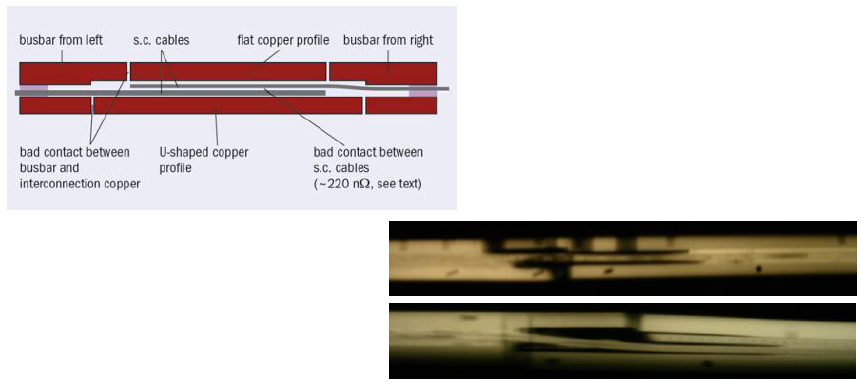 busbar from left
s.c. cables
flat copper profile
busbar from right
bad contact between
busbar and
interconnection copper
U-shaped copper
profile
bad contact between
s.c. cables
(~220 nΩ, see text)